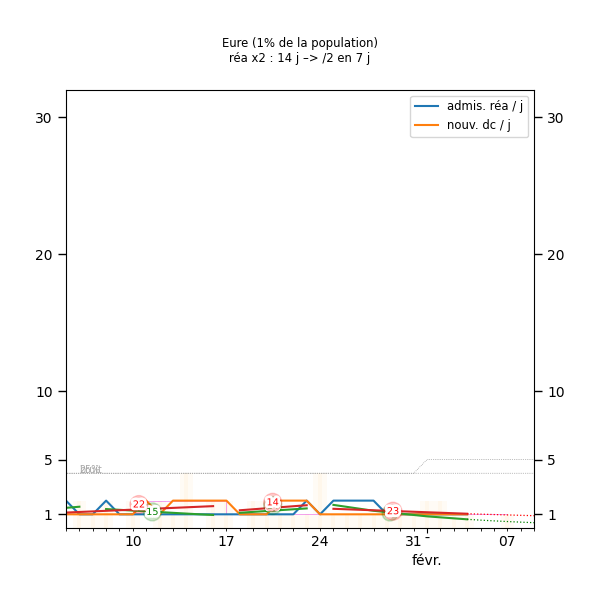 Eure (1% de la population)
réa x2 : 14 j –> /2 en 7 j
admis. réa / j
nouv. dc / j
30 30
20 20
10 10
5 5
1 1
22
15
14
23
10 17 24 31 07
févr.